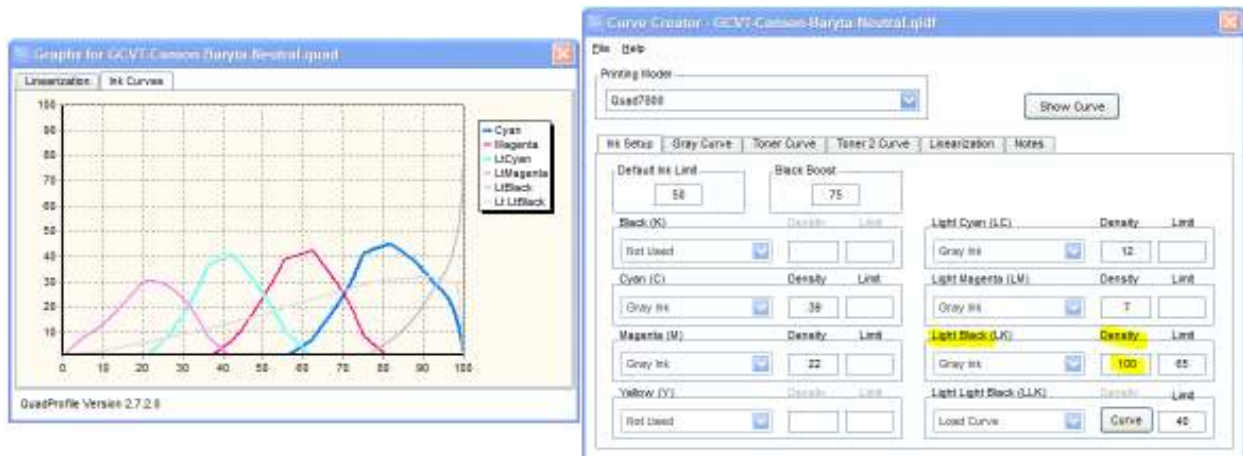 Graphs for GCVT-Canson-Baryta-Neutral.quad
Linearization Ink Curves
100
90
80
70
60
50
40
30
20
10
0 10 20 30 40 50 60 70 80 90 100
Cyan
Magenta
LtCyan
LtMagenta
LtBlack
Lt LtBlack
QuadProfile Version 2.7.2.0
Curve Creator - GCVT-Canson-Baryta-Neutral.qidf
File Help
Printing Model
Quad7800
Show Curve
Ink Setup Gray Curve Toner Curve Toner 2 Curve Linearization Notes
Default Ink Limit Black Boost
50 75
Black (K) Density Limit Light Cyan (LC) Density Limit
Not Used Gray Ink 12
Cyan (C) Density Limit Light Magenta (LM) Density Limit
Gray Ink 39 Gray Ink 7
Magenta (M) Density Limit Light Black (LK) Density Limit
Gray Ink 22 Gray Ink 100 65
Yellow (Y) Density Limit Light Light Black (LLK) Density Limit
Not Used Load Curve Curve 40